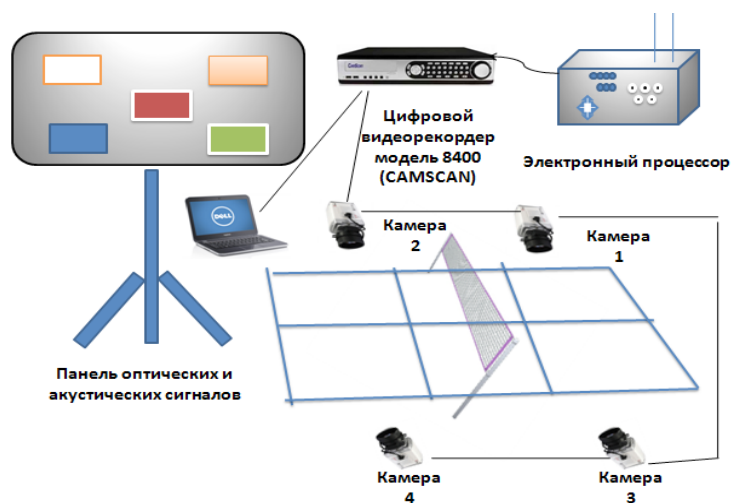 Цифровой
видеорекордер
модель 8400
(CAMSCAN)
Электронный процессор
DELL
Камера
2
Камера
1
Панель оптических и
акустических сигналов
Камера
4
Камера
3